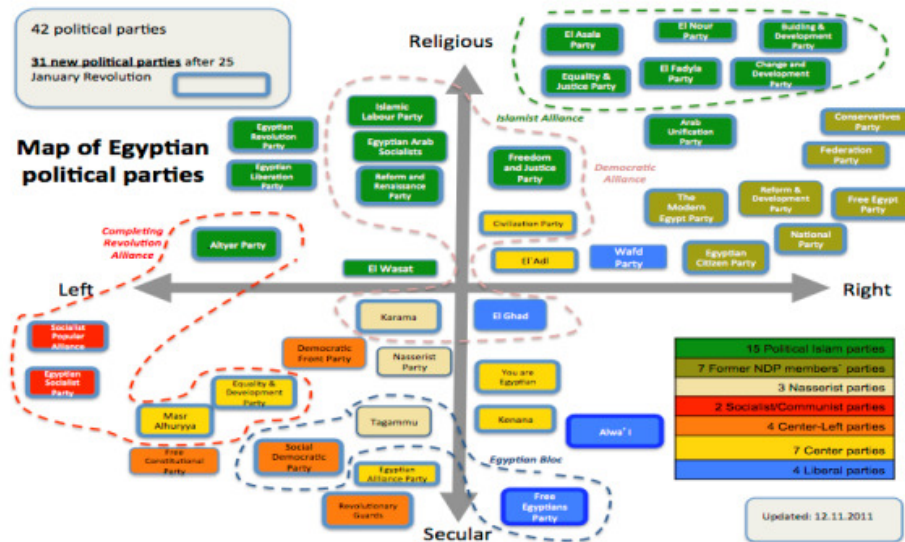 42 political parties
31 new political parties after 25
January Revolution
Map of Egyptian
political parties
Religious
Secular
Left
Right
El Asala
Party
El Nour
Party
Building &
Development
Party
Equality &
Justice Party
El Fadyla
Party
Change and
Development
Party
Islamist Alliance
Islamic
Labour Party
Egyptian Arab
Socialists
Reform and
Renaissance Party
Egyptian
Revolution
Party
Egyptian
Liberation
Party
Freedom
and Justice
Party
Democratic
Alliance
Arab
Unification
Party
Conservatives
Party
Federation
Party
The
Modern
Egypt Party
Reform &
Development
Party
Free Egypt
Party
National
Party
Egyptian
Citizen Party
Civilization Party
El'Adl
Wafd
Party
Completing
Revolution
Alliance
Altyar Party
El Wasat
Karama
El Ghad
Socialist
Popular
Alliance
Egyptian
Socialist
Party
Democratic
Front Party
Nasserist
Party
You are
Egyptian
Equality &
Development
Party
Masr
Alhuryya
Tagammu
Kenana
Alwa'I
Free
Constitutional
Party
Social
Democratic
Party
Egyptian
Alliance Party
Egyptian Bloc
Revolutionary
Guards
Free
Egyptians
Party
15 Political Islam parties
7 Former NDP members' parties
3 Nasserist parties
2 Socialist/Communist parties
4 Center-Left parties
7 Center parties
4 Liberal parties
Updated: 12.11.2011